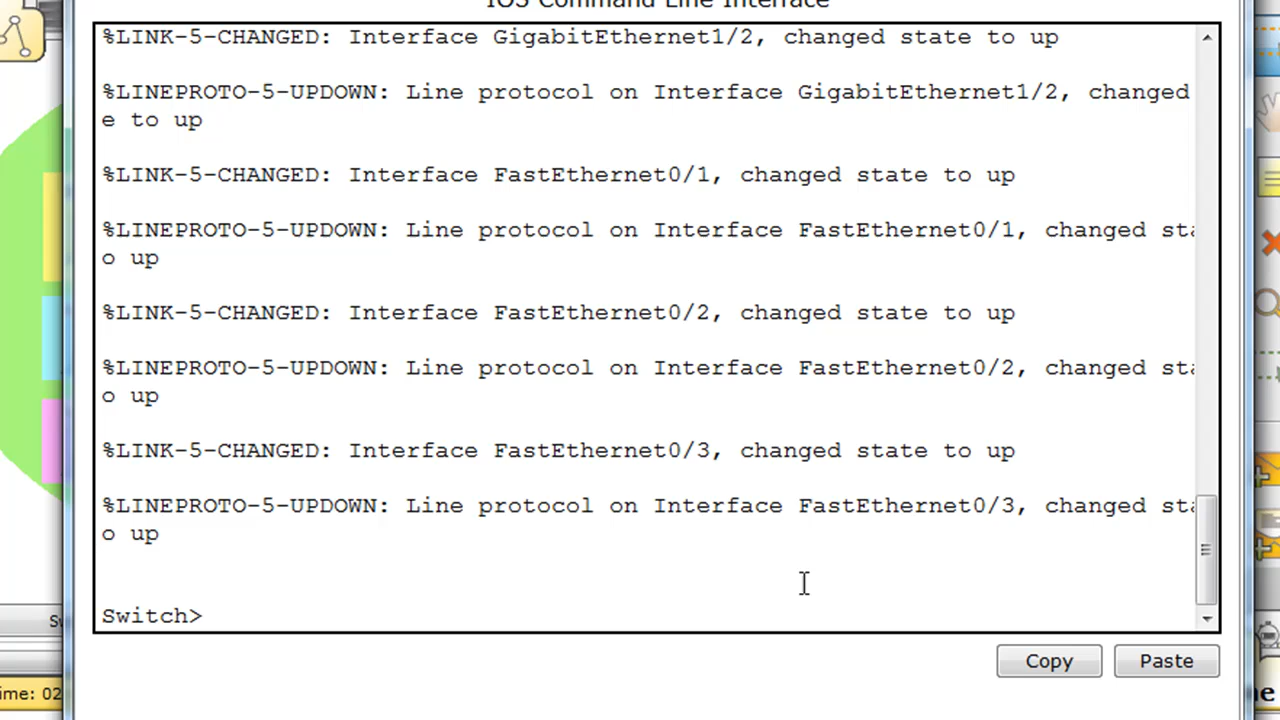 IOS Command Line Interface
%LINK-5-CHANGED: Interface GigabitEthernet1/2, changed state to up
%LINEPROTO-5-UPDOWN: Line protocol on Interface GigabitEthernet1/2, changed
e to up
%LINK-5-CHANGED: Interface FastEthernet0/1, changed state to up
%LINEPROTO-5-UPDOWN: Line protocol on Interface FastEthernet0/1, changed sta
o up
%LINK-5-CHANGED: Interface FastEthernet0/2, changed state to up
%LINEPROTO-5-UPDOWN: Line protocol on Interface FastEthernet0/2, changed sta
o up
%LINK-5-CHANGED: Interface FastEthernet0/3, changed state to up
%LINEPROTO-5-UPDOWN: Line protocol on Interface FastEthernet0/3, changed sta
o up
Switch>
Copy Paste
ime: 02